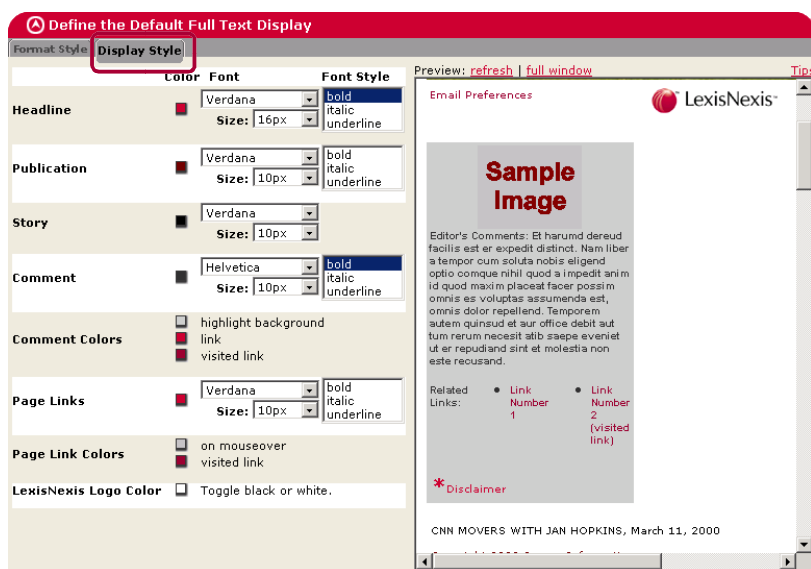 Define the Default Full Text Display
Format Style Display Style
Color Font Font Style
Headline
Verdana
Size: 16px
bold
italic
underline
Publication
Verdana
Size: 10px
bold
italic
underline
Story
Verdana
Size: 10px
Comment
Helvetica
Size: 10px
bold
italic
underline
Comment Colors
highlight background
link
visited link
Page Links
Verdana
Size: 10px
bold
italic
underline
Page Link Colors
on mouseover
visited link
LexisNexis Logo Color Toggle black or white.
Preview: refresh | full window Tips
Email Preferences
LexisNexis™
Sample
Image
Editor's Comments: Et harumd dereud
facilis est er expedit distinct. Nam liber
a tempor cum soluta nobis eligend
optio comque nihil quod a impedit anim
id quod maxim placeat facer possim
omnis es voluptas assumenda est,
omnis dolor repellend. Temporem
autem quinsud et aur office debit aut
tum rerum necesit atib saepe eveniet
ut er repudiand sint et molestia non
este recusand.
Related
Links:
• Link
Number
1
• Link
Number
2
(visited
link)
*Disclaimer
CNN MOVERS WITH JAN HOPKINS, March 11, 2000